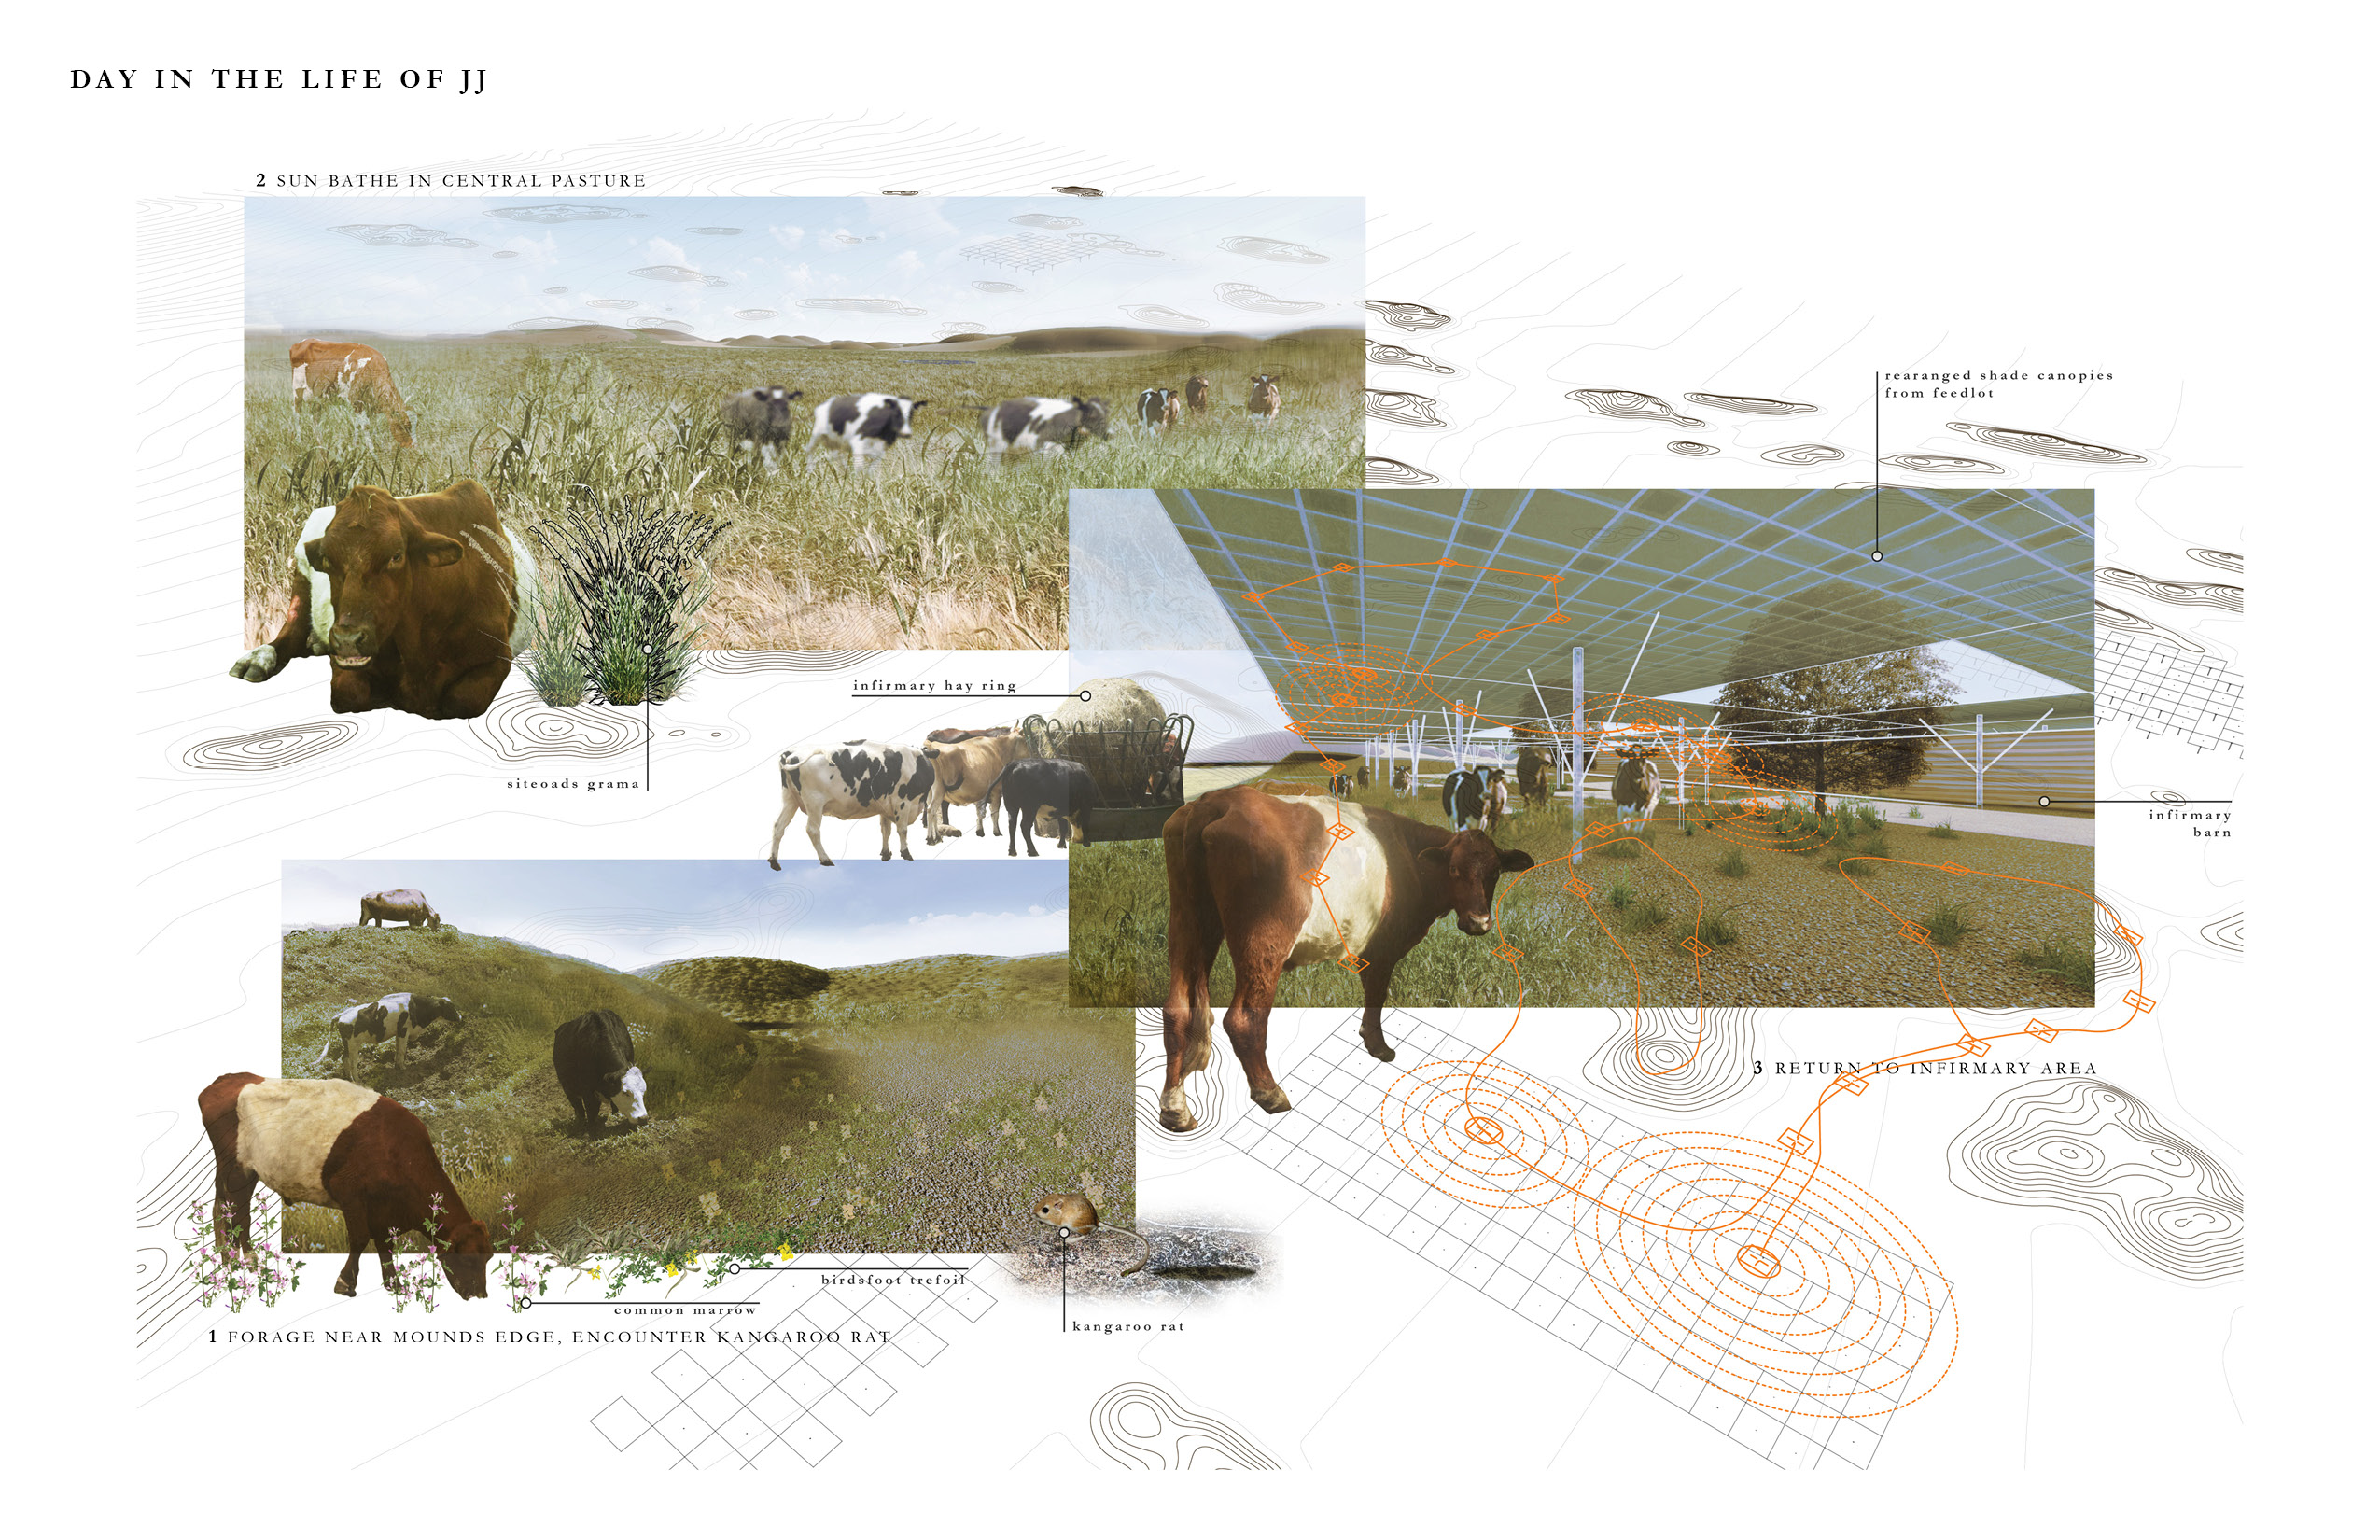 DAY IN THE LIFE OF JJ
2 SUN BATHE IN CENTRAL PASTURE
rearanged shade canopies
from feedlot
infirmary hay ring
siteoads grama
infirmary
barn
3 RETURN TO INFIRMARY AREA
birdsfoot trefoil
common marrow
kangaroo rat
1 FORAGE NEAR MOUNDS EDGE, ENCOUNTER KANGAROO RAT